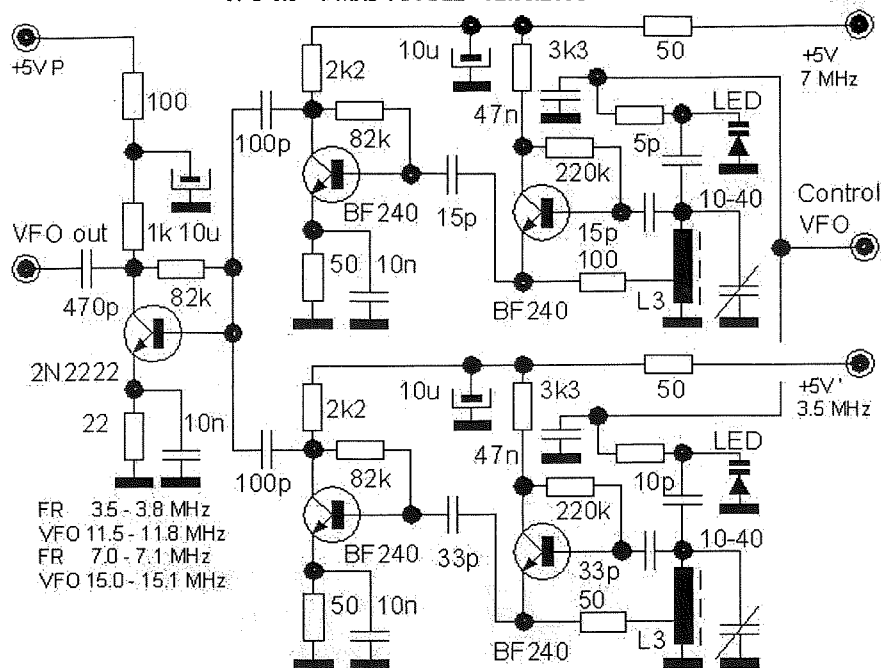 +5V P
100
10u
1k
VFO out
470p
82k
2N2222
22
10n
2k2
100p
82k
BF240
50
10n
15p
10u
3k3
47n
220k
15p
100
BF240
L3
50
5p
10-40
LED
+5V
7 MHz
Control
VFO
2k2
100p
82k
BF240
50
10n
33p
10u
3k3
47n
220k
33p
50
BF240
L3
50
10p
10-40
LED
+5V'
3.5 MHz
FR 3.5 - 3.8 MHz
VFO 11.5 - 11.8 MHz
FR 7.0 - 7.1 MHz
VFO 15.0 - 15.1 MHz